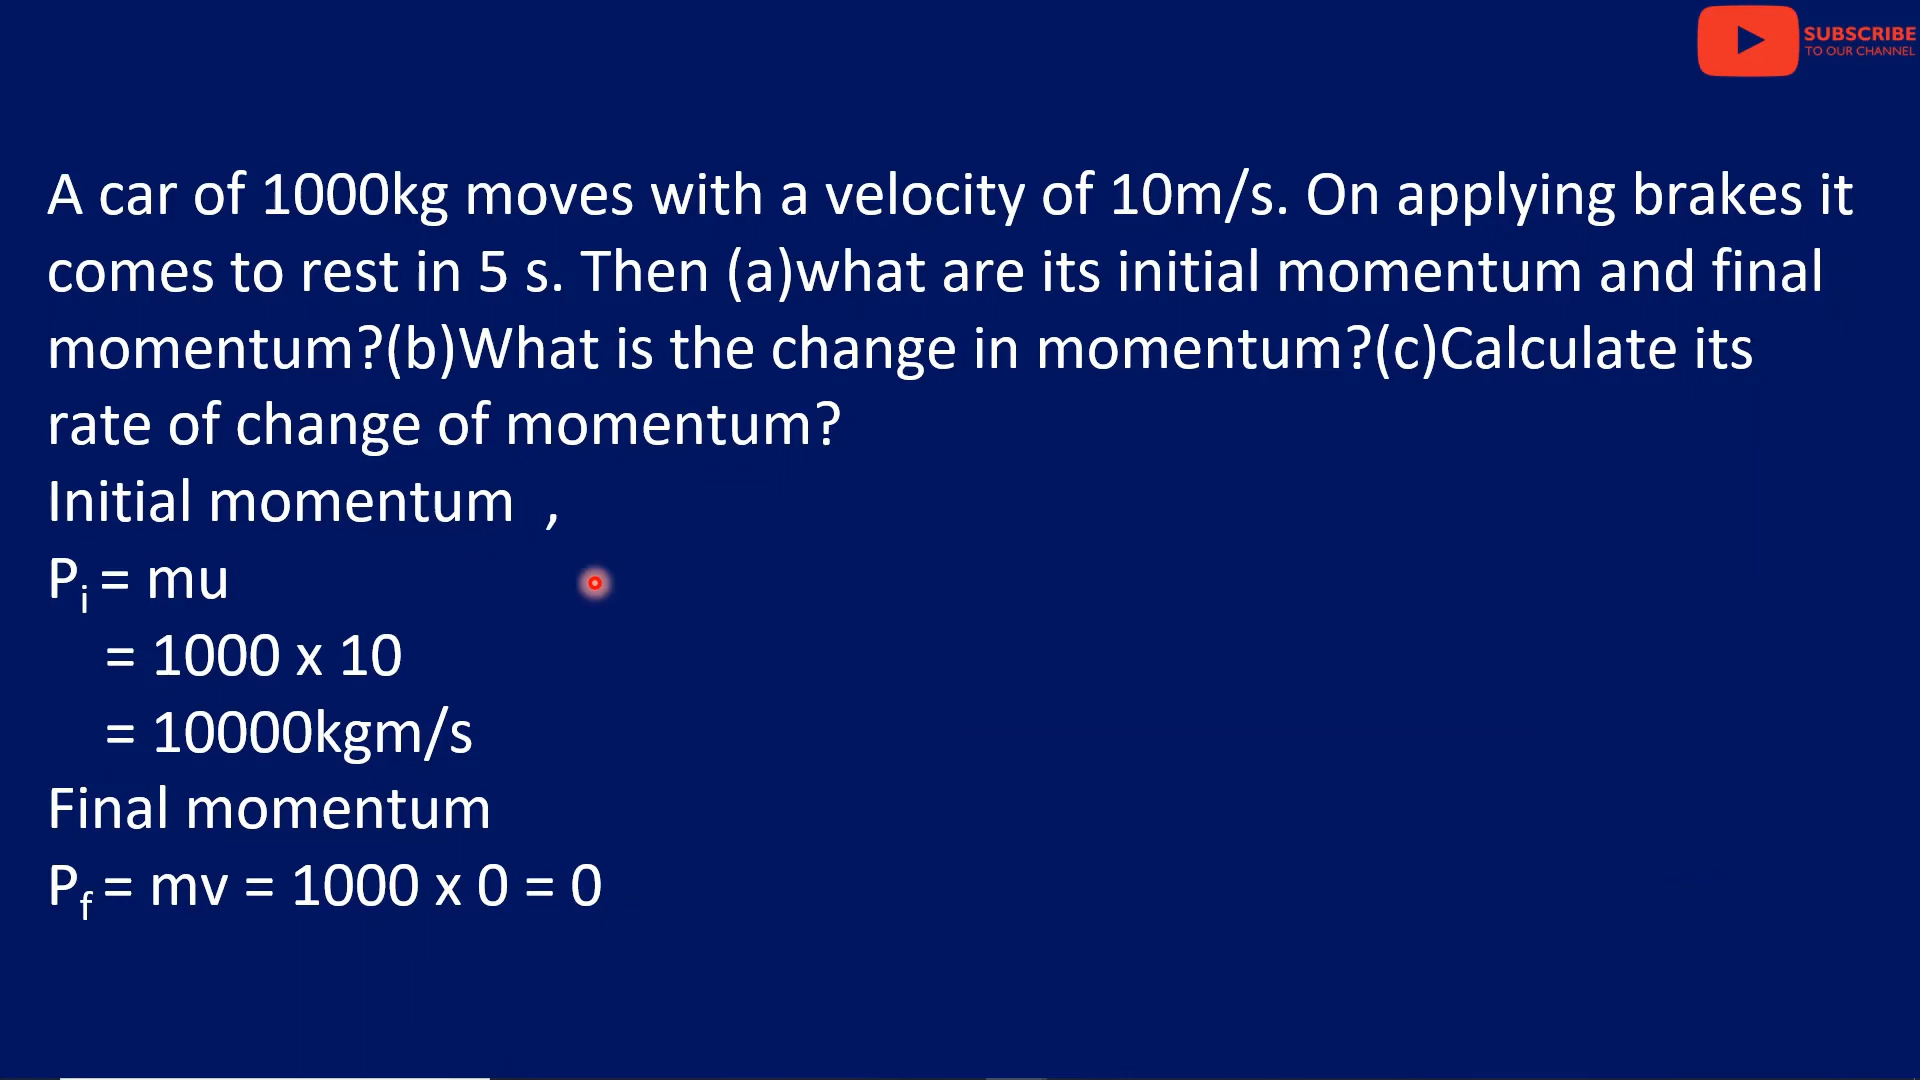 SUBSCRIBE
TO OUR CHANNEL
A car of 1000kg moves with a velocity of 10m/s. On applying brakes it
comes to rest in 5 s. Then (a)what are its initial momentum and final
momentum?(b)What is the change in momentum?(c)Calculate its
rate of change of momentum?
Initial momentum  ,
Pᵢ = mu
= 1000 x 10
= 10000kgm/s
Final momentum
P_f = mv = 1000 x 0 = 0